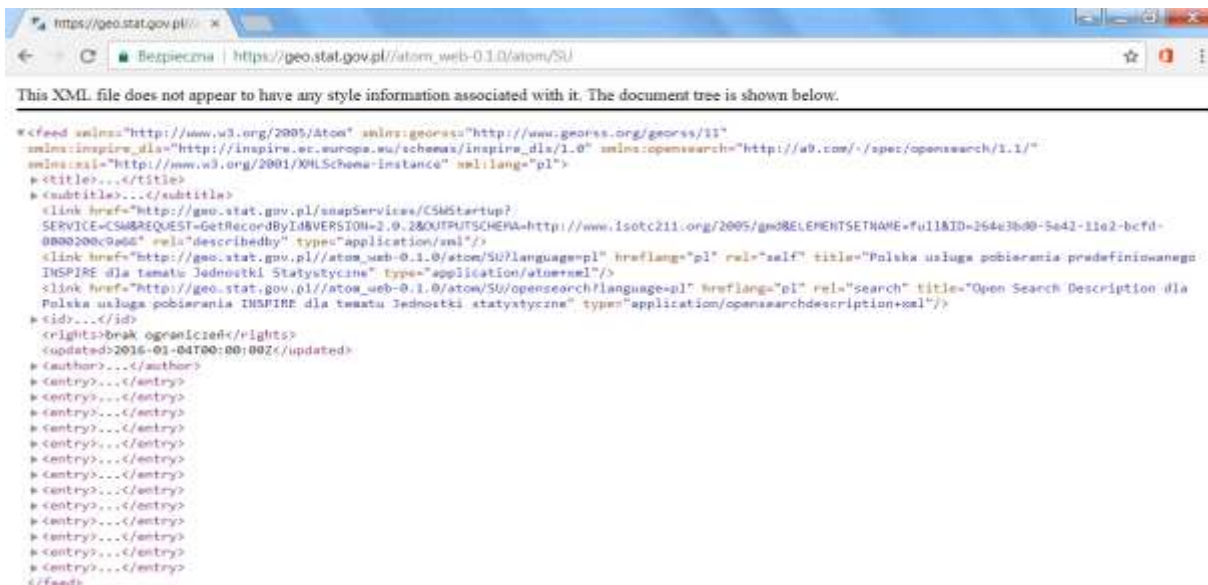 https://geo.stat.gov.pl//
Bezpieczna | https://geo.stat.gov.pl//atom_web-0.1.0/atom/SU
This XML file does not appear to have any style information associated with it. The document tree is shown below.
▼<feed xmlns="http://www.w3.org/2005/Atom" xmlns:georss="http://www.georss.org/georss/11"
xmlns:inspire_dls="http://inspire.ec.europa.eu/schemas/inspire_dls/1.0" xmlns:opensearch="http://a9.com/-/spec/opensearch/1.1/"
xmlns:xsi="http://www.w3.org/2001/XMLSchema-instance" xml:lang="pl">
▶<title>...</title>
▶<subtitle>...</subtitle>
<link href="http://geo.stat.gov.pl/soapServices/CSWStartup?
SERVICE=CSW&REQUEST=GetRecordById&VERSION=2.0.2&OUTPUTSCHEMA=http://www.isotc211.org/2005/gmd&ELEMENTSETNAME=full&ID=264e3bd0-5e42-11e2-bcfd-
0800200c9a66" rel="describedby" type="application/xml"/>
<link href="http://geo.stat.gov.pl//atom_web-0.1.0/atom/SU?language=pl" hreflang="pl" rel="self" title="Polska usługa pobierania predefiniowanego
INSPIRE dla tematu Jednostki Statystyczne" type="application/atom+xml"/>
<link href="http://geo.stat.gov.pl//atom_web-0.1.0/atom/SU/opensearch?language=pl" hreflang="pl" rel="search" title="Open Search Description dla
Polska usługa pobierania INSPIRE dla tematu Jednostki statystyczne" type="application/opensearchdescription+xml"/>
▶<id>...</id>
<rights>brak ograniczeń</rights>
<updated>2016-01-04T00:00:00Z</updated>
▶<author>...</author>
▶<entry>...</entry>
▶<entry>...</entry>
▶<entry>...</entry>
▶<entry>...</entry>
▶<entry>...</entry>
▶<entry>...</entry>
▶<entry>...</entry>
▶<entry>...</entry>
▶<entry>...</entry>
▶<entry>...</entry>
▶<entry>...</entry>
▶<entry>...</entry>
▶<entry>...</entry>
</feed>